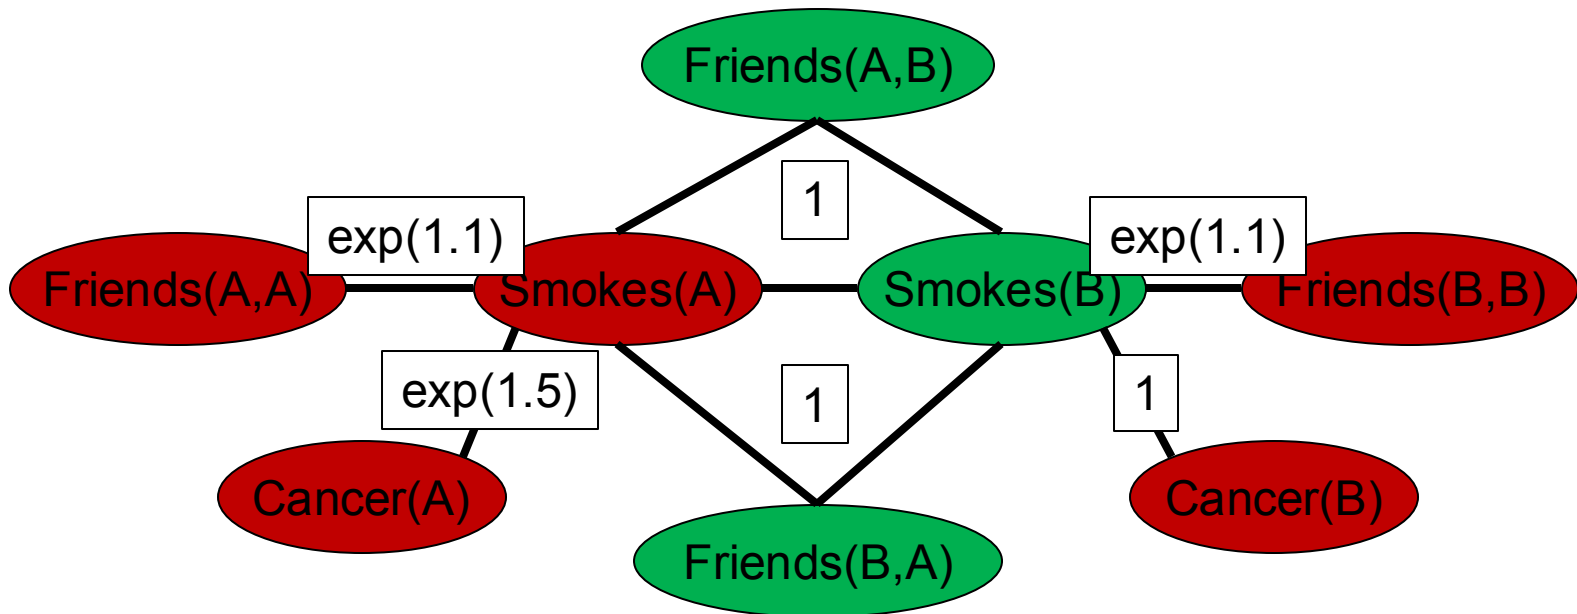 Friends(A,B)
1
exp(1.1)
exp(1.1)
Friends(A,A)
Smokes(A)
Smokes(B)
Friends(B,B)
exp(1.5)
1
1
Cancer(A)
Cancer(B)
Friends(B,A)